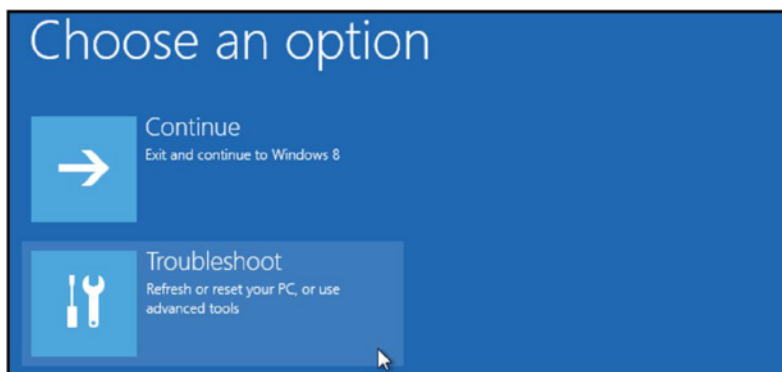 Choose an option
Continue
Exit and continue to Windows 8
Troubleshoot
Refresh or reset your PC, or use
advanced tools